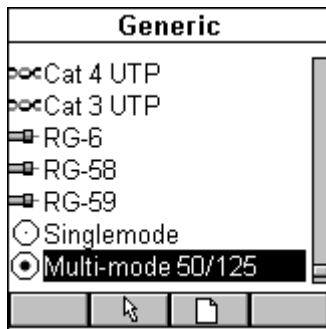 Generic
Cat 4 UTP
Cat 3 UTP
RG-6
RG-58
RG-59
Singlemode
Multi-mode 50/125